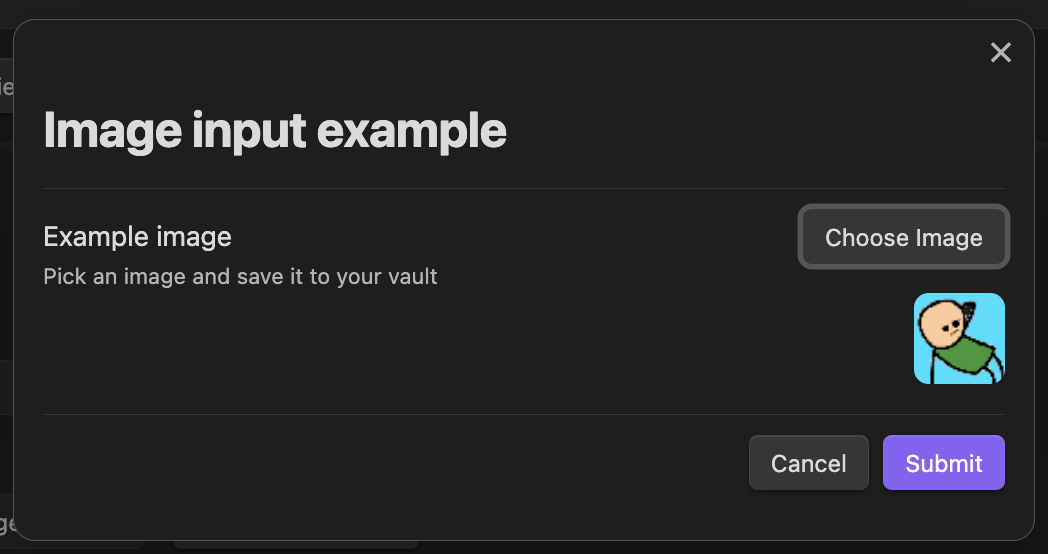 Image input example
Example image
Choose Image
Pick an image and save it to your vault
Cancel
Submit